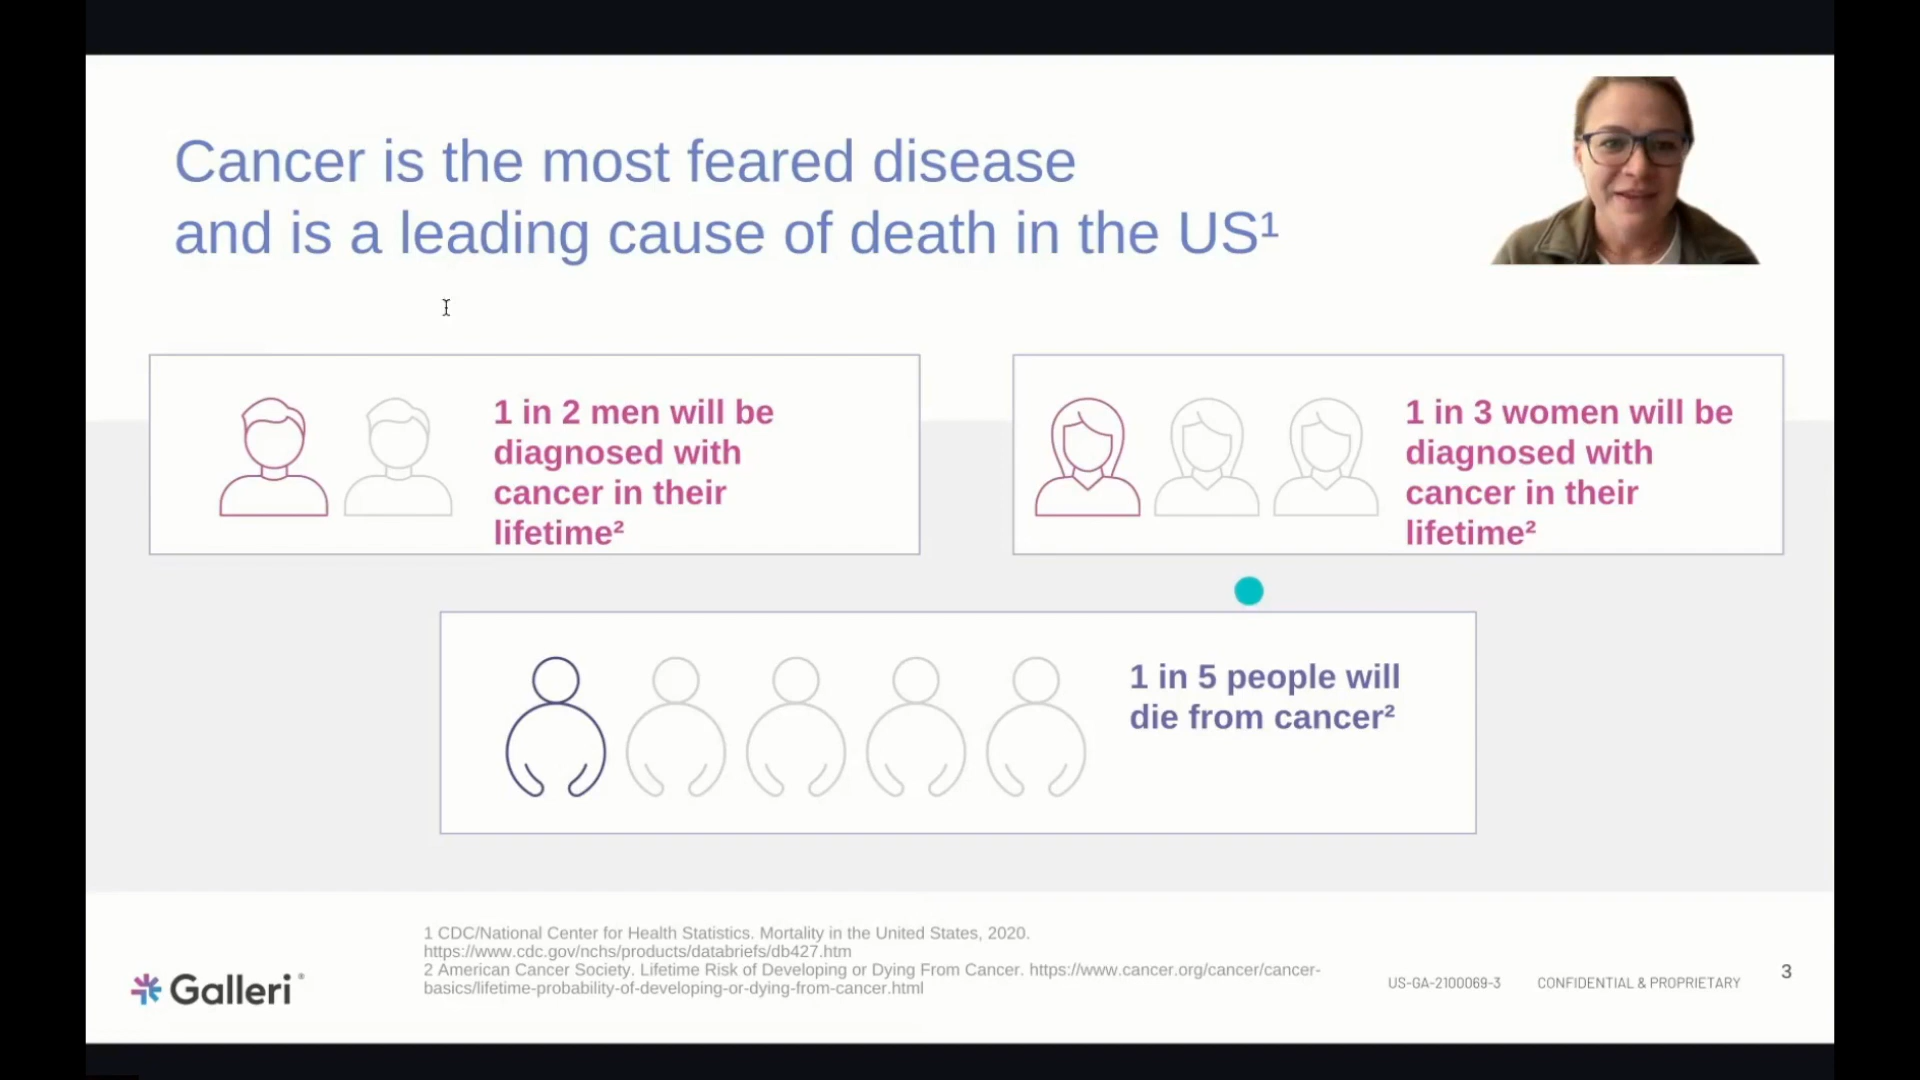 Cancer is the most feared disease
and is a leading cause of death in the US¹
1 in 2 men will be
diagnosed with
cancer in their
lifetime²
1 in 3 women will be
diagnosed with
cancer in their
lifetime²
1 in 5 people will
die from cancer²
1 CDC/National Center for Health Statistics. Mortality in the United States, 2020.
https://www.cdc.gov/nchs/products/databriefs/db427.htm
2 American Cancer Society. Lifetime Risk of Developing or Dying From Cancer. https://www.cancer.org/cancer/cancer-
basics/lifetime-probability-of-developing-or-dying-from-cancer.html
Galleri®
US-GA-2100069-3
CONFIDENTIAL & PROPRIETARY
3